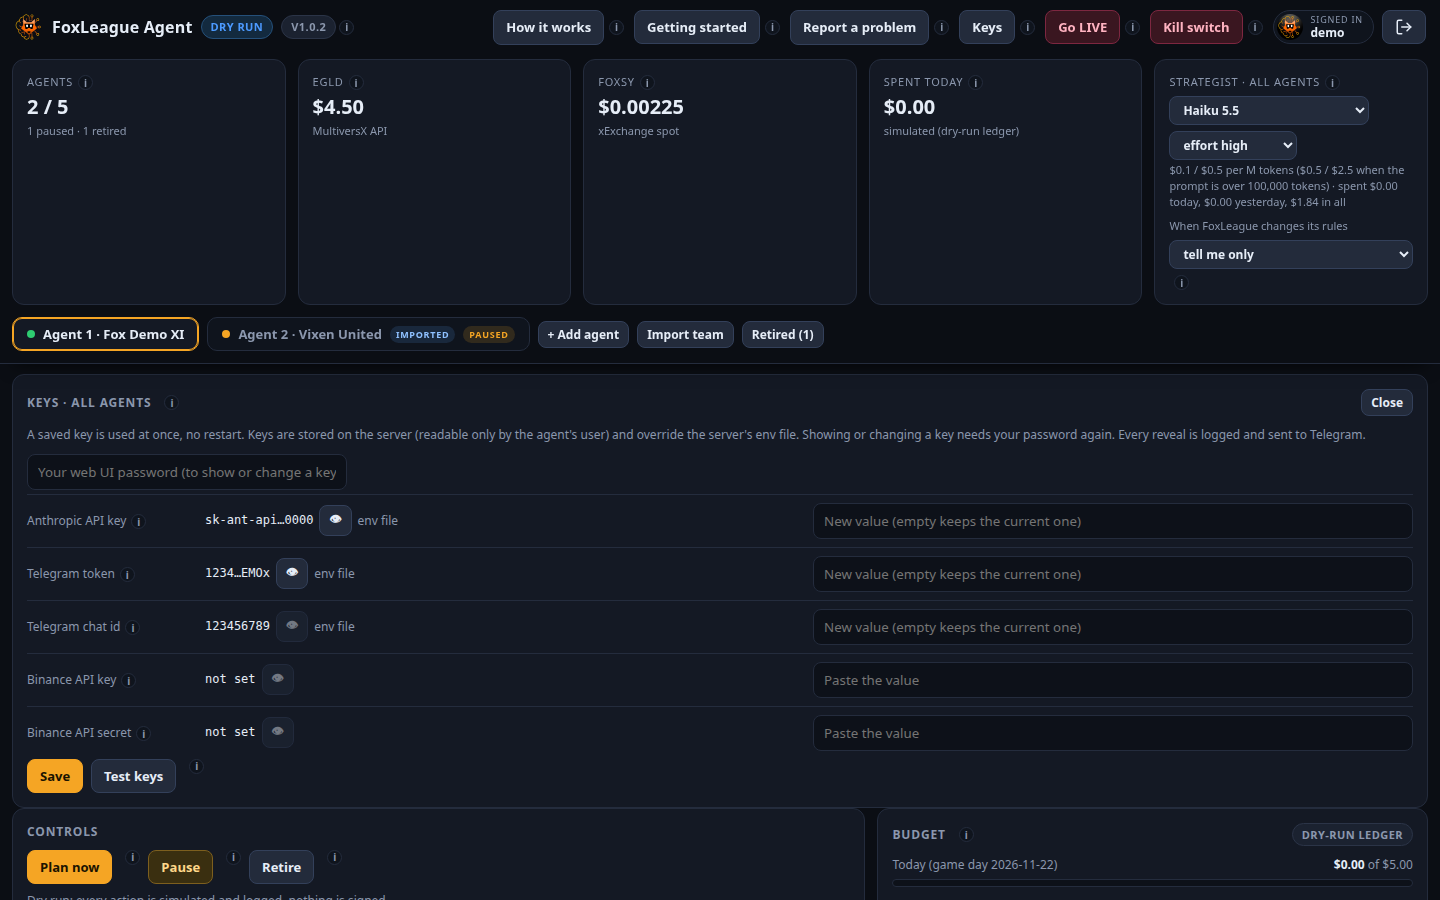 FoxLeague Agent DRY RUN V1.0.2 i How it works i Getting started i Report a problem i Keys i Go LIVE i Kill switch i SIGNED IN demo
AGENTS i
2 / 5
1 paused · 1 retired
EGLD i
$4.50
MultiversX API
FOXSY i
$0.00225
xExchange spot
SPENT TODAY i
$0.00
simulated (dry-run ledger)
STRATEGIST · ALL AGENTS i
Haiku 5.5
effort high
$0.1 / $0.5 per M tokens ($0.5 / $2.5 when the
prompt is over 100,000 tokens) · spent $0.00
today, $0.00 yesterday, $1.84 in all
When FoxLeague changes its rules
tell me only
i
Agent 1 · Fox Demo XI Agent 2 · Vixen United IMPORTED PAUSED + Add agent Import team Retired (1)
KEYS · ALL AGENTS i Close
A saved key is used at once, no restart. Keys are stored on the server (readable only by the agent's user) and override the server's env file. Showing or changing a key needs your password again. Every reveal is logged and sent to Telegram.
Your web UI password (to show or change a key
Anthropic API key i sk-ant-api…0000 env file New value (empty keeps the current one)
Telegram token i 1234…EMOx env file New value (empty keeps the current one)
Telegram chat id i 123456789 env file New value (empty keeps the current one)
Binance API key i not set Paste the value
Binance API secret i not set Paste the value
Save Test keys i
CONTROLS
Plan now i Pause i Retire i
Dry run: every action is simulated and logged, nothing is signed
BUDGET i DRY-RUN LEDGER
Today (game day 2026-11-22) $0.00 of $5.00